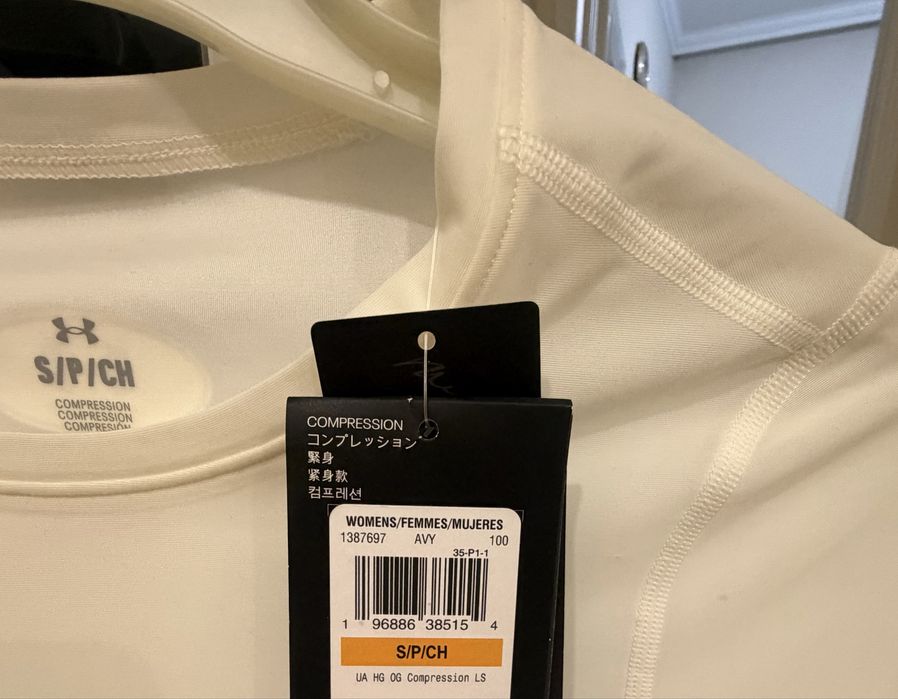 S/P/CH
COMPRESSION
COMPRESSION
COMPRESIÓN
COMPRESSION
コンプレッション
緊身
紧身款
컴프레션
WOMENS/FEMMES/MUJERES
1387697 AVY 100
35-P1-1
1 96886 38515 4
S/P/CH
UA HG OG Compression LS